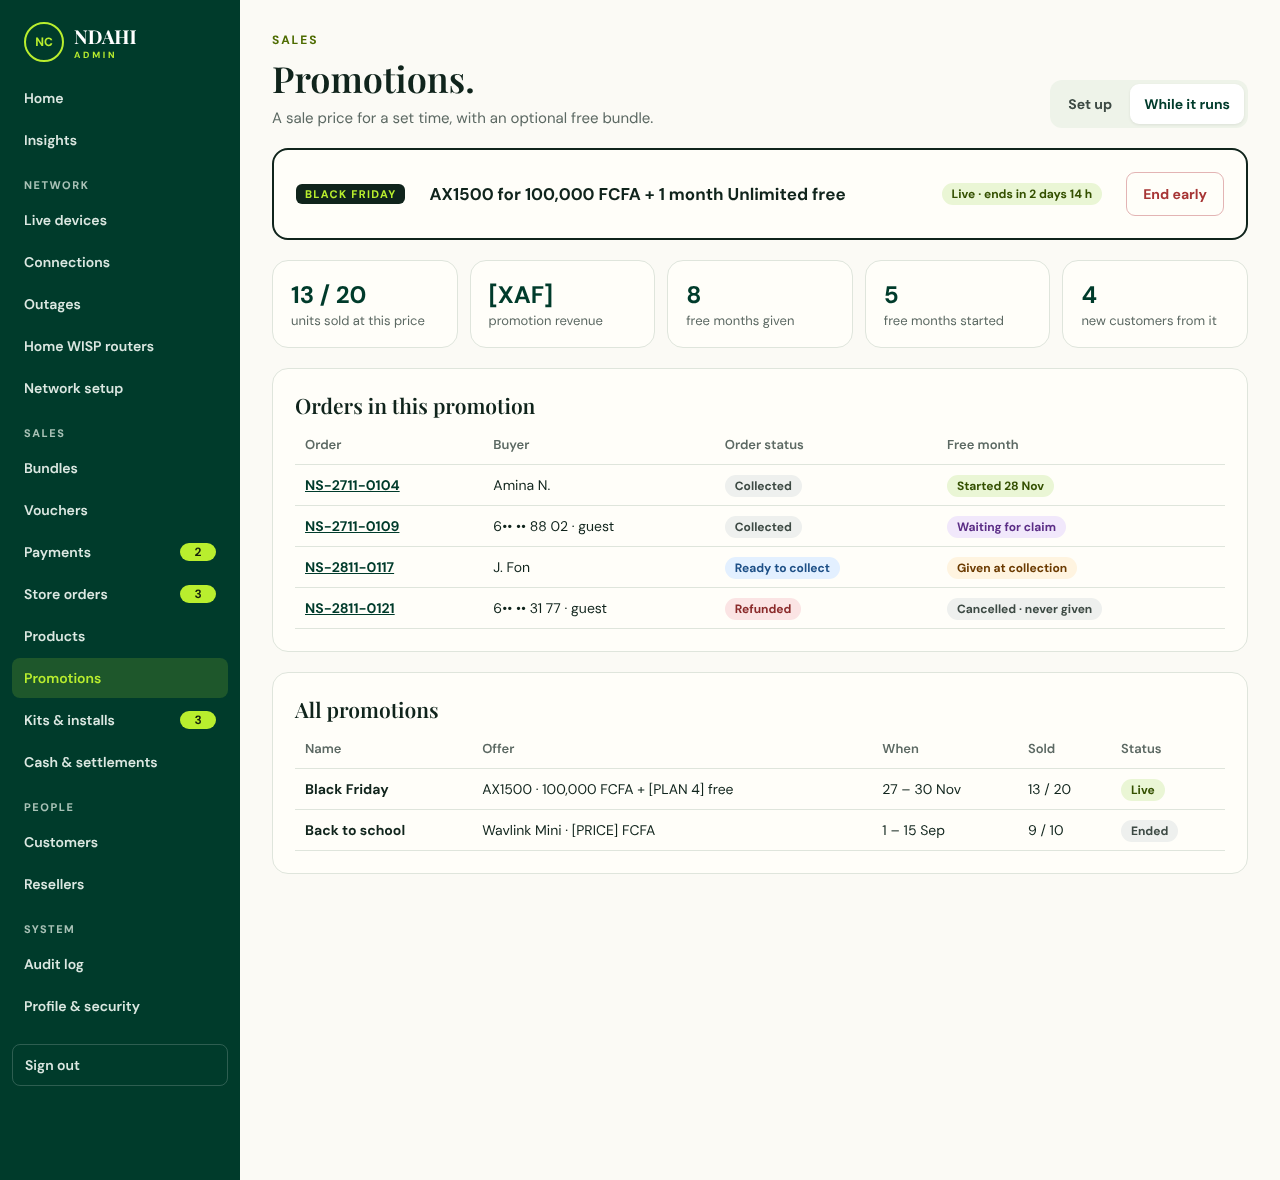 NC
NDAHI
ADMIN
Home
Insights
NETWORK
Live devices
Connections
Outages
Home WISP routers
Network setup
SALES
Bundles
Vouchers
Payments 2
Store orders 3
Products
Promotions
Kits & installs 3
Cash & settlements
PEOPLE
Customers
Resellers
SYSTEM
Audit log
Profile & security
Sign out
SALES
Promotions.
A sale price for a set time, with an optional free bundle.
Set up While it runs
BLACK FRIDAY AX1500 for 100,000 FCFA + 1 month Unlimited free Live · ends in 2 days 14 h End early
13 / 20
units sold at this price
[XAF]
promotion revenue
8
free months given
5
free months started
4
new customers from it
Orders in this promotion
Order Buyer Order status Free month
NS-2711-0104 Amina N. Collected Started 28 Nov
NS-2711-0109 6•• •• 88 02 · guest Collected Waiting for claim
NS-2811-0117 J. Fon Ready to collect Given at collection
NS-2811-0121 6•• •• 31 77 · guest Refunded Cancelled · never given
All promotions
Name Offer When Sold Status
Black Friday AX1500 · 100,000 FCFA + [PLAN 4] free 27 – 30 Nov 13 / 20 Live
Back to school Wavlink Mini · [PRICE] FCFA 1 – 15 Sep 9 / 10 Ended